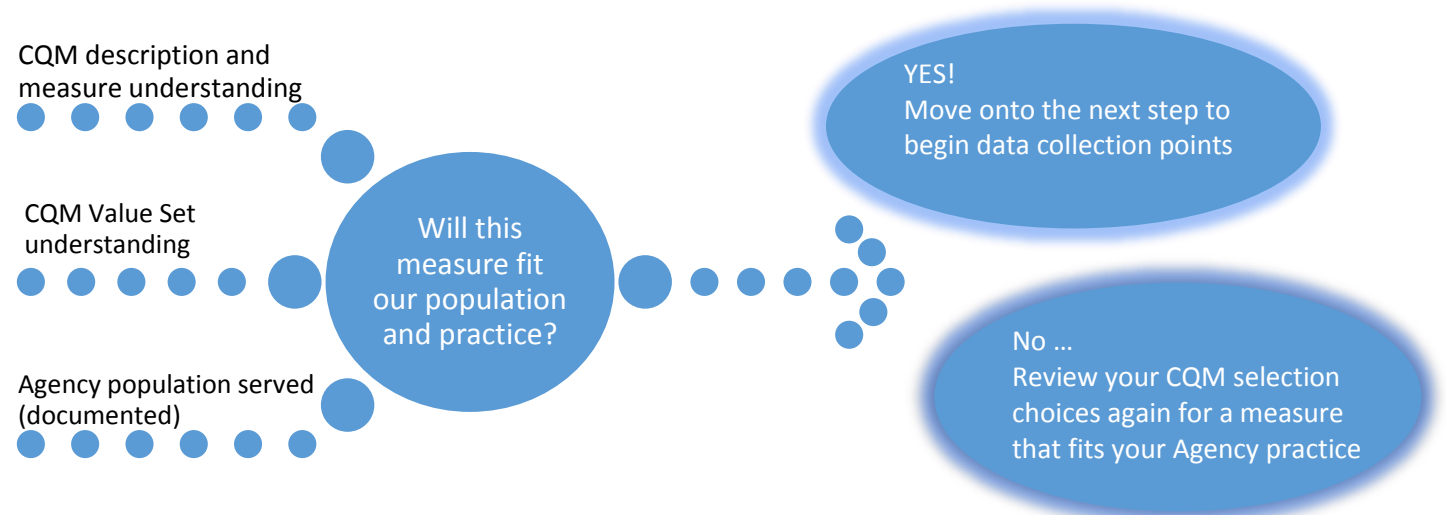 CQM description and
measure understanding
CQM Value Set
understanding
Agency population served
(documented)
Will this
measure fit
our population
and practice?
YES!
Move onto the next step to
begin data collection points
No …
Review your CQM selection
choices again for a measure
that fits your Agency practice